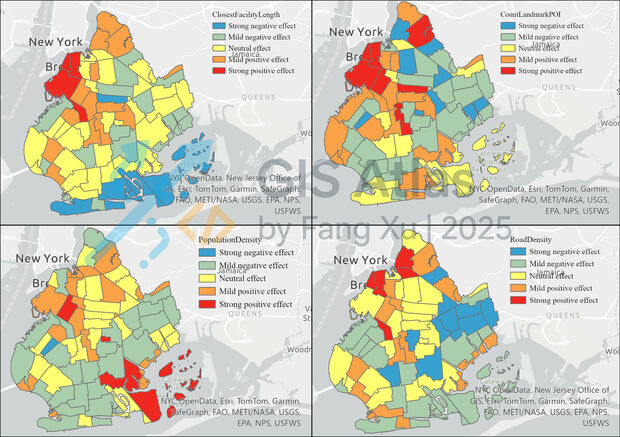 ClosestFacilityLength
Strong negative effect
Mild negative effect
Neutral effect
Mild positive effect
Strong positive effect
New York
Jamaica
QUEENS
NYC OpenData, New Jersey Office of
GIS, Esri, TomTom, Garmin, SafeGraph,
FAO, METI/NASA, USGS, EPA, NPS,
USFWS
CountLandmarkPOI
Strong negative effect
Mild negative effect
Neutral effect
Mild positive effect
Strong positive effect
New York
Jamaica
QUEENS
NYC OpenData, Esri, TomTom, Garmin,
SafeGraph, FAO, METI/NASA, USGS,
EPA, NPS, USFWS
GIS Atlas
by Fang Xu | 2025
PopulationDensity
Strong negative effect
Mild negative effect
Neutral effect
Mild positive effect
Strong positive effect
New York
Jamaica
NYC OpenData, Esri, TomTom, Garmin,
SafeGraph, FAO, METI/NASA, USGS,
EPA, NPS, USFWS
RoadDensity
Strong negative effect
Mild negative effect
Neutral effect
Mild positive effect
Strong positive effect
New York
Jamaica
NYC OpenData, New Jersey Office of
GIS, Esri, TomTom, Garmin, SafeGraph,
FAO, METI/NASA, USGS, EPA, NPS,
USFWS